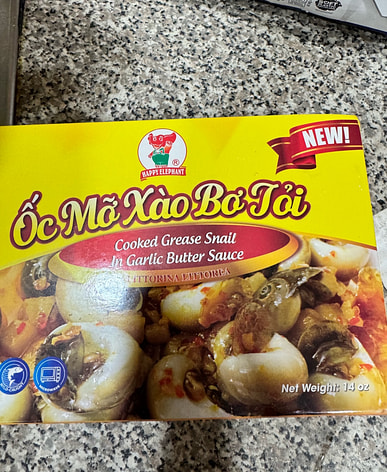 HAPPY ELEPHANT
®
NEW!
Ốc Mỡ Xào Bơ Tỏi
Cooked Grease Snail
In Garlic Butter Sauce
LITTORINA LITTOREA
Net Weight: 14 oz